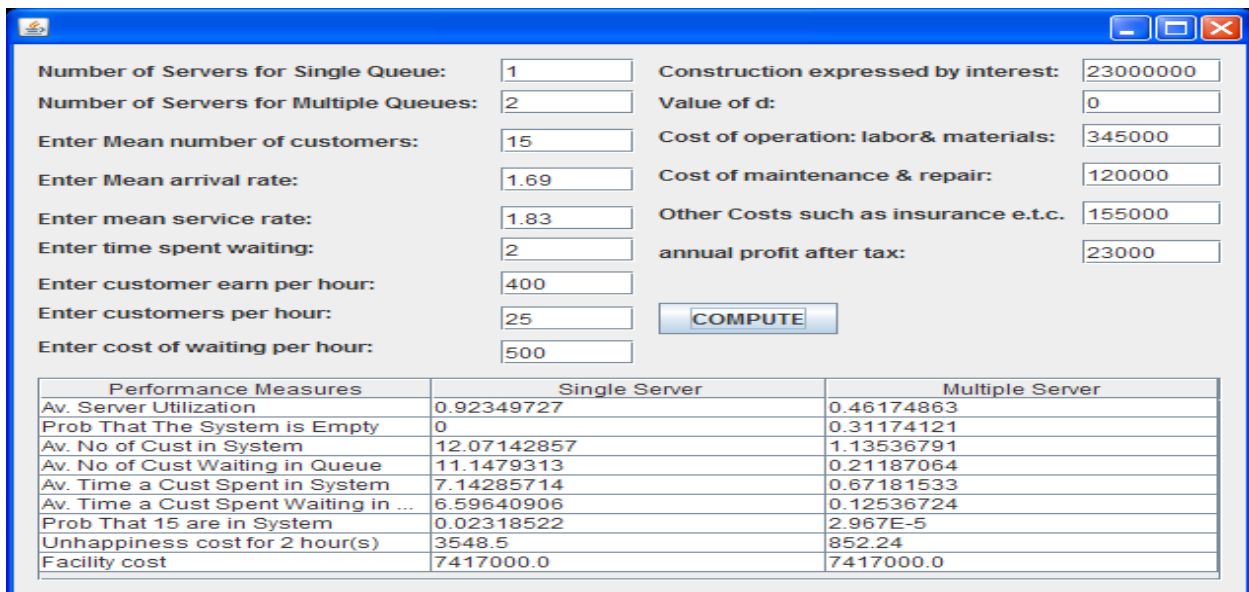 Number of Servers for Single Queue: 1 Construction expressed by interest: 23000000
Number of Servers for Multiple Queues: 2 Value of d: 0
Enter Mean number of customers: 15 Cost of operation: labor& materials: 345000
Enter Mean arrival rate: 1.69 Cost of maintenance & repair: 120000
Enter mean service rate: 1.83 Other Costs such as insurance e.t.c. 155000
Enter time spent waiting: 2 annual profit after tax: 23000
Enter customer earn per hour: 400
Enter customers per hour: 25 COMPUTE
Enter cost of waiting per hour: 500
Performance Measures Single Server Multiple Server
Av. Server Utilization 0.92349727 0.46174863
Prob That The System is Empty 0 0.31174121
Av. No of Cust in System 12.07142857 1.13536791
Av. No of Cust Waiting in Queue 11.1479313 0.21187064
Av. Time a Cust Spent in System 7.14285714 0.67181533
Av. Time a Cust Spent Waiting in ... 6.59640906 0.12536724
Prob That 15 are in System 0.02318522 2.967E-5
Unhappiness cost for 2 hour(s) 3548.5 852.24
Facility cost 7417000.0 7417000.0